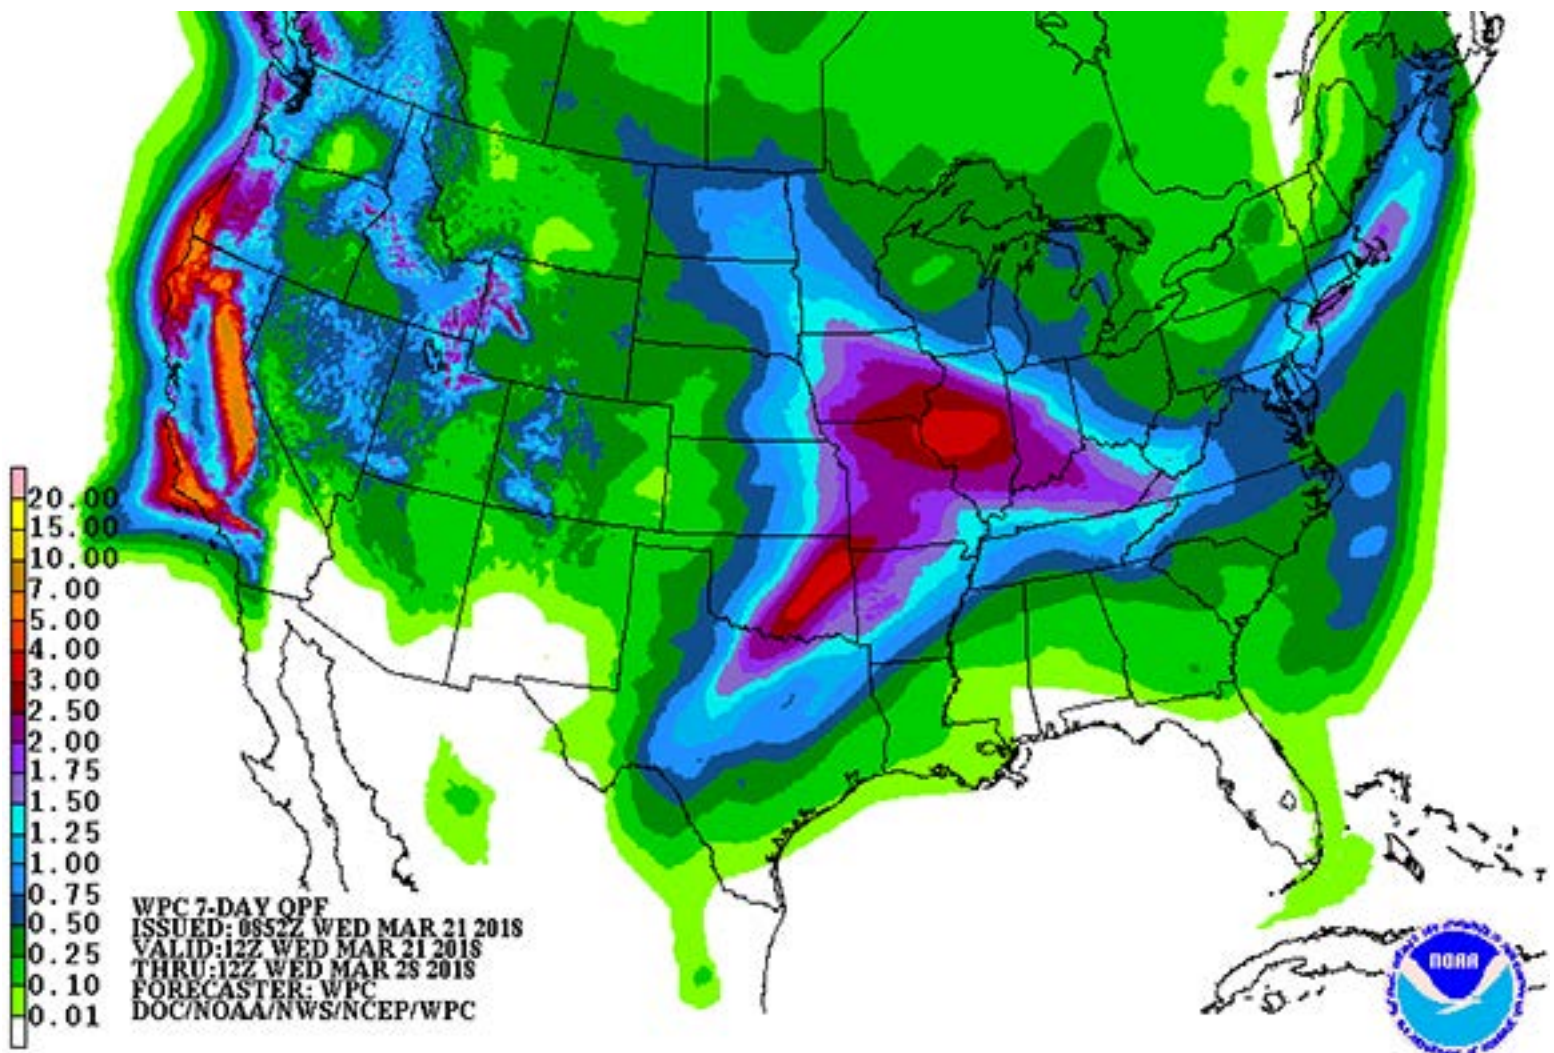 20.00
15.00
10.00
7.00
5.00
4.00
3.00
2.50
2.00
1.75
1.50
1.25
1.00
0.75
0.50
0.25
0.10
0.01
WPC 7-DAY QPF
ISSUED: 0852Z WED MAR 21 2018
VALID:12Z WED MAR 21 2018
THRU:12Z WED MAR 28 2018
FORECASTER: WPC
DOC/NOAA/NWS/NCEP/WPC
NOAA